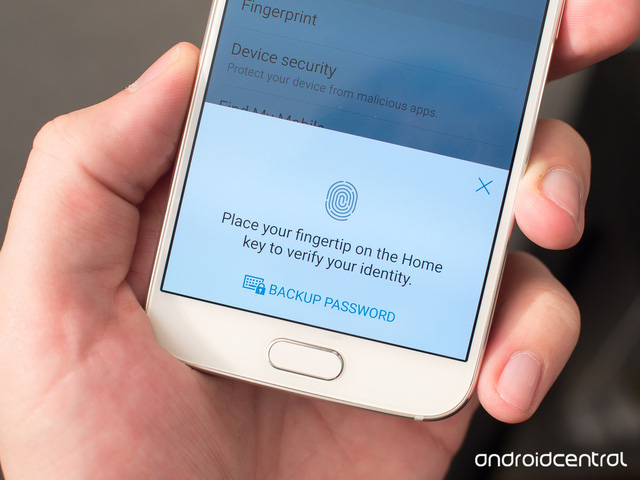 Fingerprint
Device security
Protect your device from malicious apps.
Find My Mobile
Place your fingertip on the Home
key to verify your identity.
BACKUP PASSWORD
androidcentral